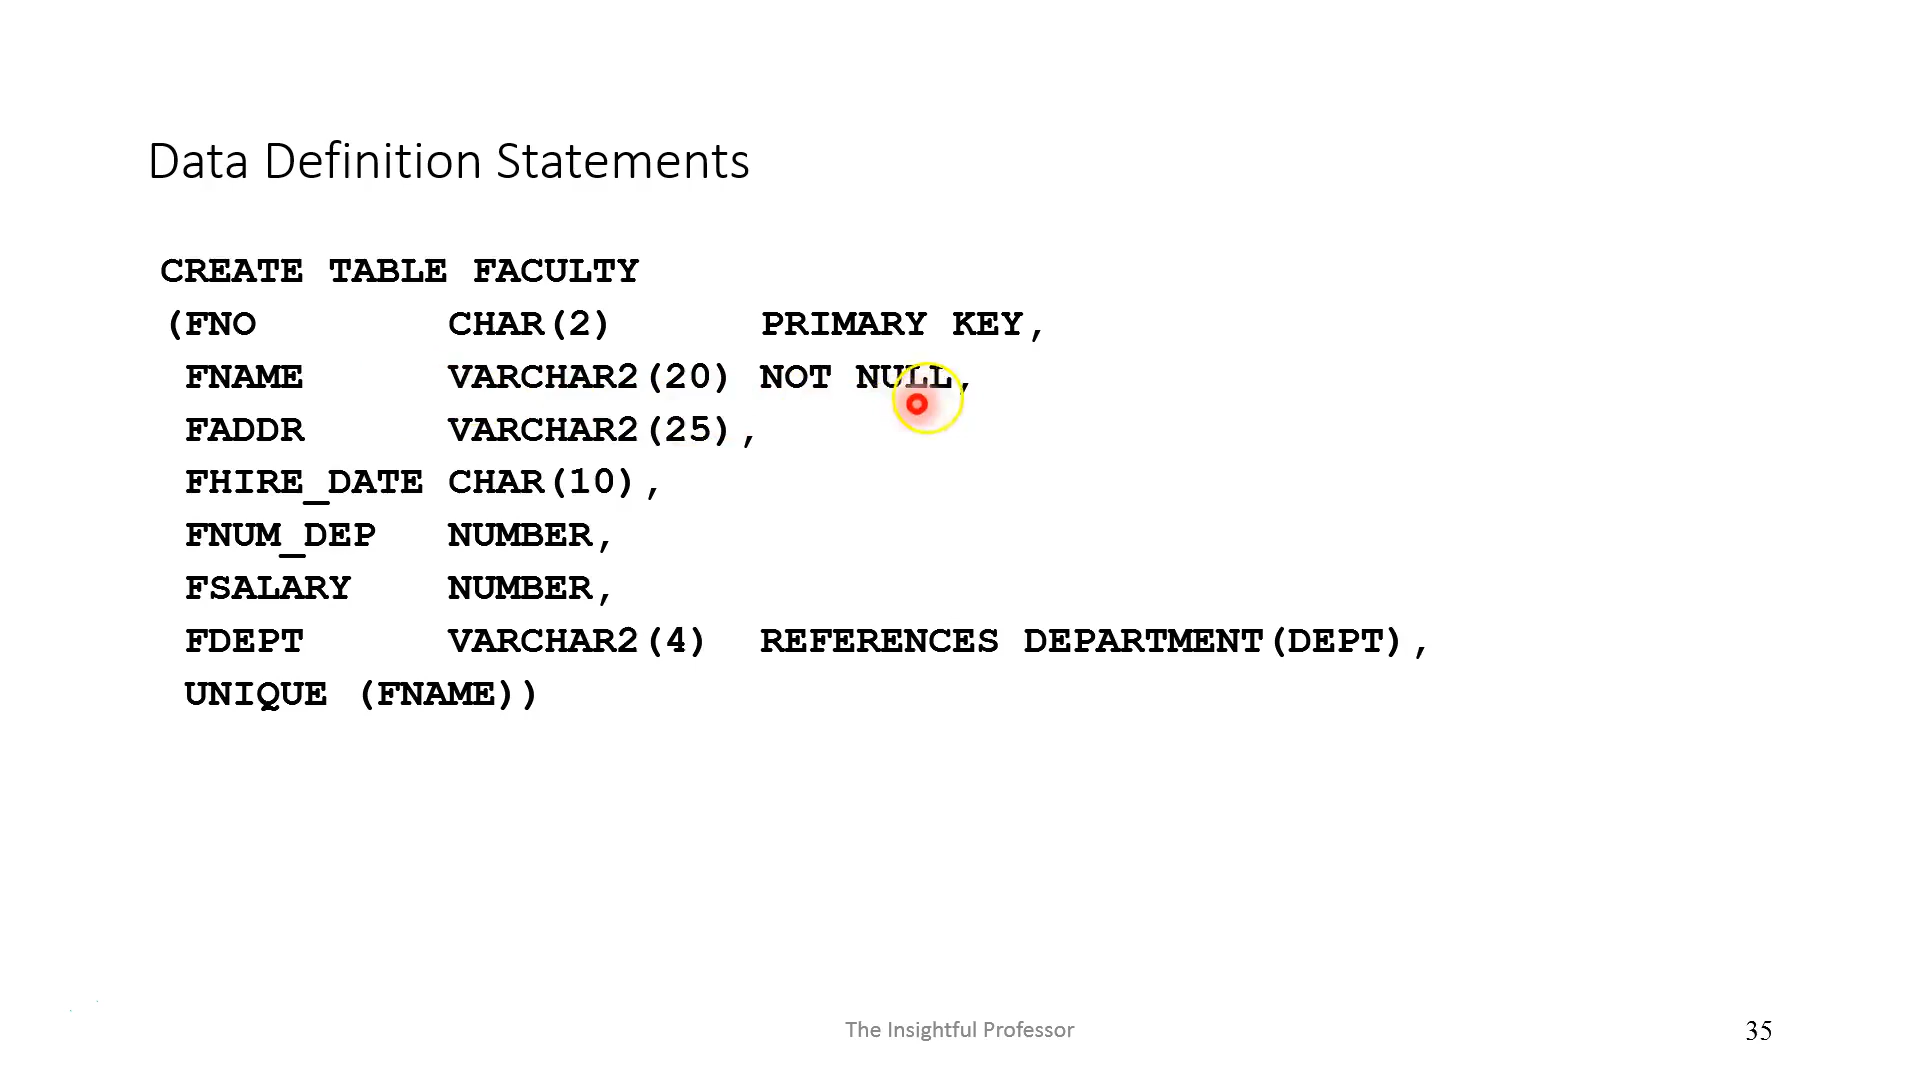 Data Definition Statements
CREATE TABLE FACULTY
(FNO CHAR(2) PRIMARY KEY,
FNAME VARCHAR2(20) NOT NULL,
FADDR VARCHAR2(25),
FHIRE_DATE CHAR(10),
FNUM_DEP NUMBER,
FSALARY NUMBER,
FDEPT VARCHAR2(4) REFERENCES DEPARTMENT(DEPT),
UNIQUE (FNAME))
The Insightful Professor
35